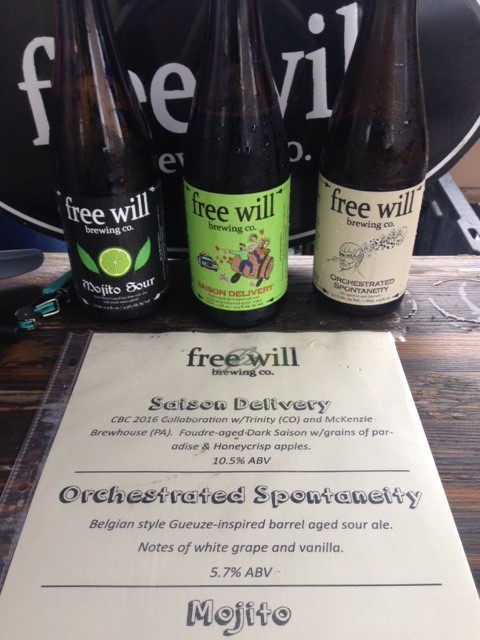 free will
brewing co.
free will
brewing co.
Mojito Sour
free will
brewing co.
SAISON DELIVERY
free will
brewing co.
ORCHESTRATED
SPONTANEITY
free will
brewing co.
Saison Delivery
CBC 2016 Collaboration w/Trinity (CO) and McKenzie
Brewhouse (PA). Foudre-aged Dark Saison w/grains of par-
adise & Honeycrisp apples.
10.5% ABV
Orchestrated Spontaneity
Belgian style Gueuze-inspired barrel aged sour ale.
Notes of white grape and vanilla.
5.7% ABV
Mojito